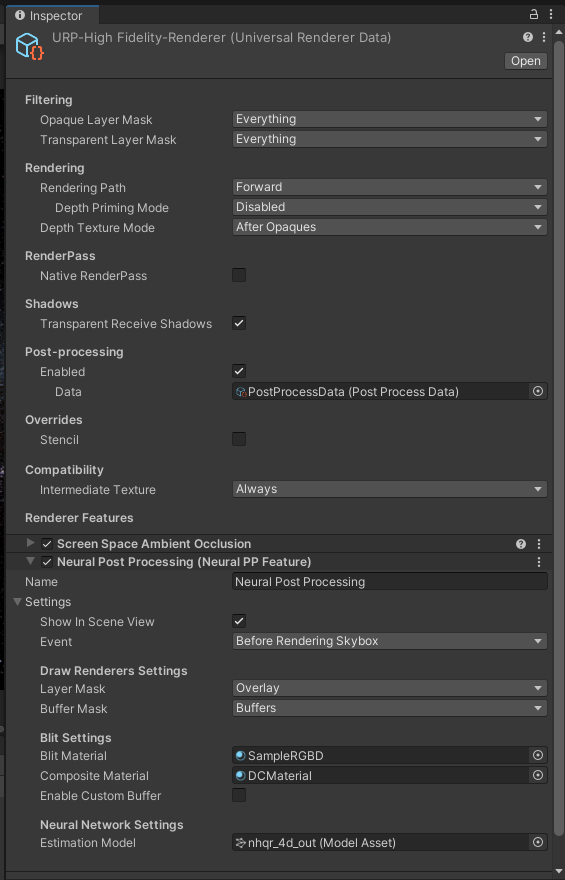 Inspector
URP-High Fidelity-Renderer (Universal Renderer Data)
Open
Filtering
Opaque Layer Mask Everything
Transparent Layer Mask Everything
Rendering
Rendering Path Forward
Depth Priming Mode Disabled
Depth Texture Mode After Opaques
RenderPass
Native RenderPass
Shadows
Transparent Receive Shadows
Post-processing
Enabled
Data PostProcessData (Post Process Data)
Overrides
Stencil
Compatibility
Intermediate Texture Always
Renderer Features
Screen Space Ambient Occlusion
Neural Post Processing (Neural PP Feature)
Name Neural Post Processing
Settings
Show In Scene View
Event Before Rendering Skybox
Draw Renderers Settings
Layer Mask Overlay
Buffer Mask Buffers
Blit Settings
Blit Material SampleRGBD
Composite Material DCMaterial
Enable Custom Buffer
Neural Network Settings
Estimation Model nhqr_4d_out (Model Asset)